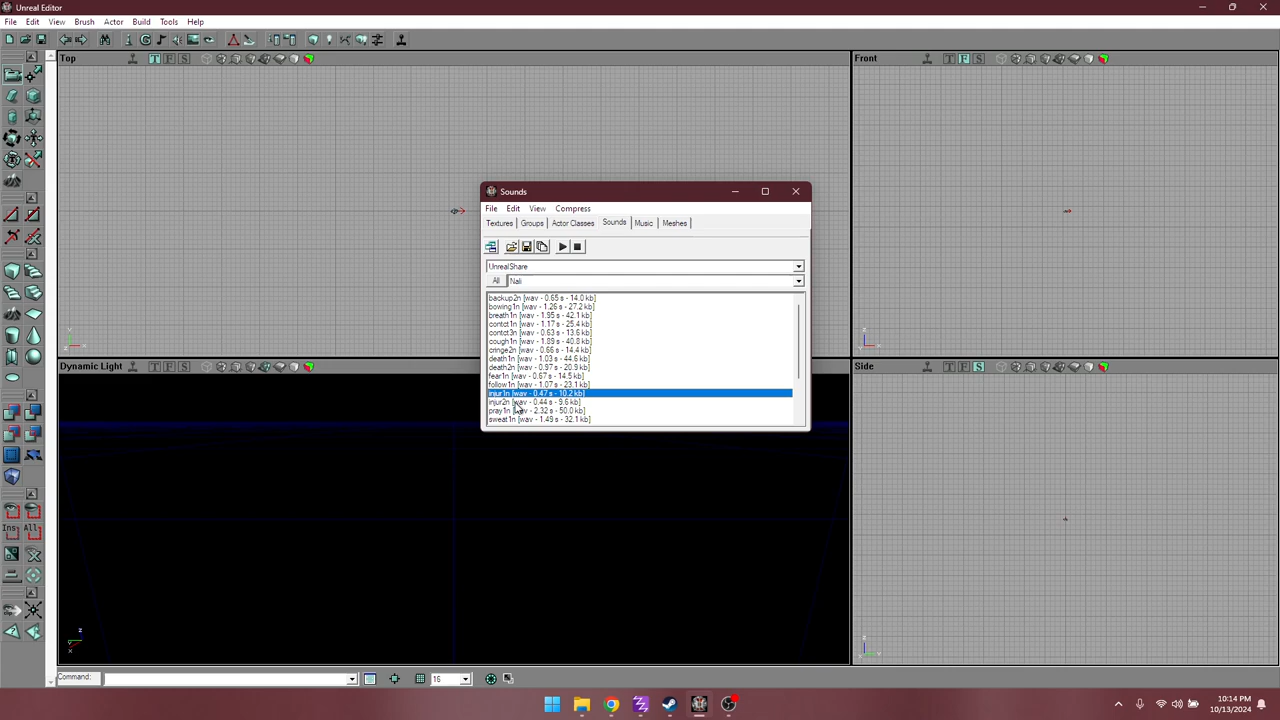 Unreal Editor
File Edit View Brush Actor Build Tools Help
Top T F S
Front T F S
Sounds
File Edit View Compress
Textures Groups Actor Classes Sounds Music Meshes
UnrealShare
All Nali
backup2n [wav - 0.65 s - 14.0 kb]
bowing1n [wav - 1.26 s - 27.2 kb]
breath1n [wav - 1.95 s - 42.1 kb]
contct1n [wav - 1.17 s - 25.4 kb]
contct3n [wav - 0.63 s - 13.6 kb]
cough1n [wav - 1.89 s - 40.8 kb]
cringe2n [wav - 0.66 s - 14.4 kb]
death1n [wav - 1.03 s - 44.6 kb]
death2n [wav - 0.97 s - 20.9 kb]
fear1n [wav - 0.67 s - 14.5 kb]
follow1n [wav - 1.07 s - 23.1 kb]
injur1n [wav - 0.47 s - 10.2 kb]
injur2n [wav - 0.44 s - 9.6 kb]
pray1n [wav - 2.32 s - 50.0 kb]
sweat1n [wav - 1.49 s - 32.1 kb]
Dynamic Light T F S
Side T F S
Ins All
Command: 16
10:14 PM
10/13/2024